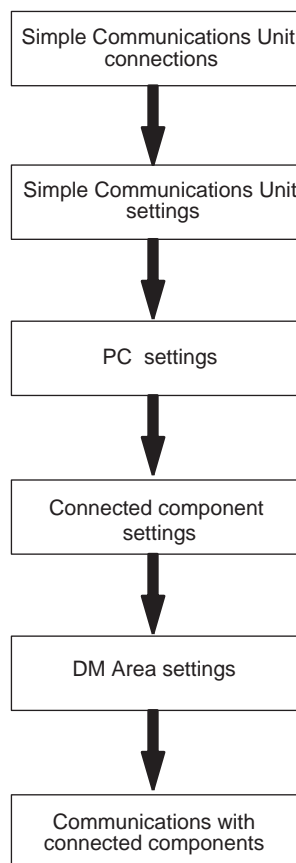 Simple Communications Unit
connections
Simple Communications Unit
settings
PC settings
Connected component
settings
DM Area settings
Communications with
connected components